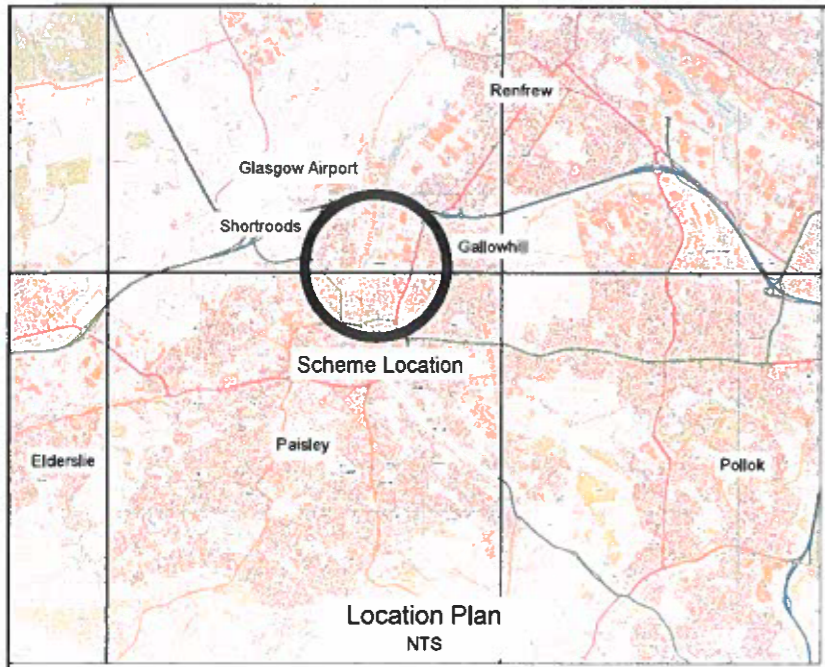 Renfrew
Glasgow Airport
Shortroods
Gallowhill
Scheme Location
Elderslie
Paisley
Pollok
Location Plan
NTS